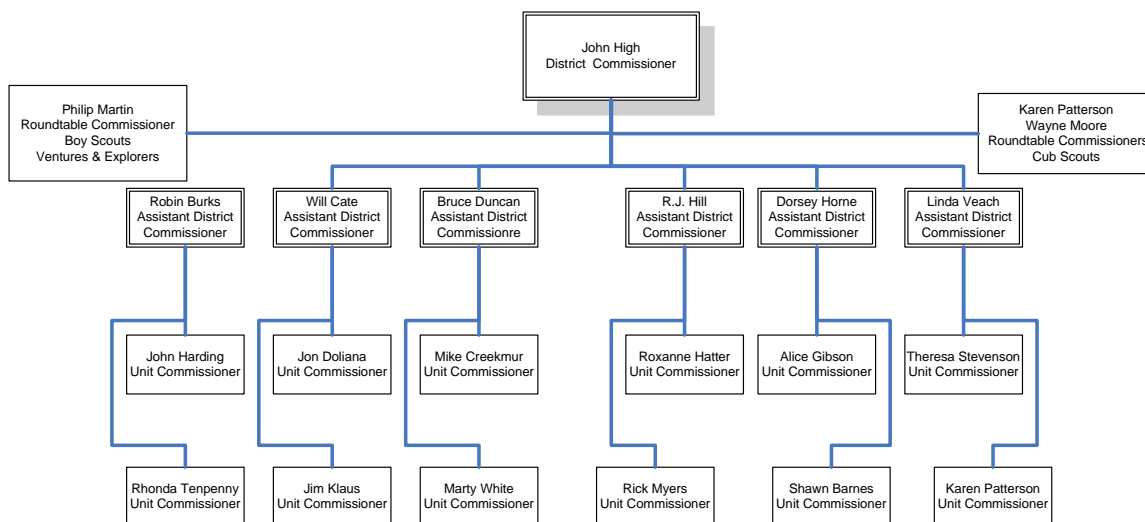 John High
District Commissioner
Philip Martin
Roundtable Commissioner
Boy Scouts
Ventures & Explorers
Karen Patterson
Wayne Moore
Roundtable Commissioners
Cub Scouts
Robin Burks
Assistant District
Commissioner
Will Cate
Assistant District
Commissioner
Bruce Duncan
Assistant District
Commissionre
R.J. Hill
Assistant District
Commissioner
Dorsey Horne
Assistant District
Commissioner
Linda Veach
Assistant District
Commissioner
John Harding
Unit Commissioner
Jon Doliana
Unit Commissioner
Mike Creekmur
Unit Commissioner
Roxanne Hatter
Unit Commissioner
Alice Gibson
Unit Commissioner
Theresa Stevenson
Unit Commissioner
Rhonda Tenpenny
Unit Commissioner
Jim Klaus
Unit Commissioner
Marty White
Unit Commissioner
Rick Myers
Unit Commissioner
Shawn Barnes
Unit Commissioner
Karen Patterson
Unit Commissioner